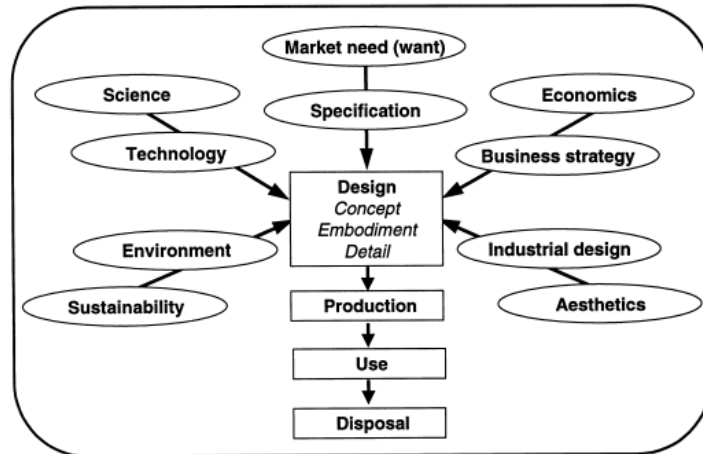 Market need (want)
Science
Economics
Specification
Technology
Business strategy
Design
Concept
Embodiment
Detail
Environment
Industrial design
Sustainability
Aesthetics
Production
Use
Disposal